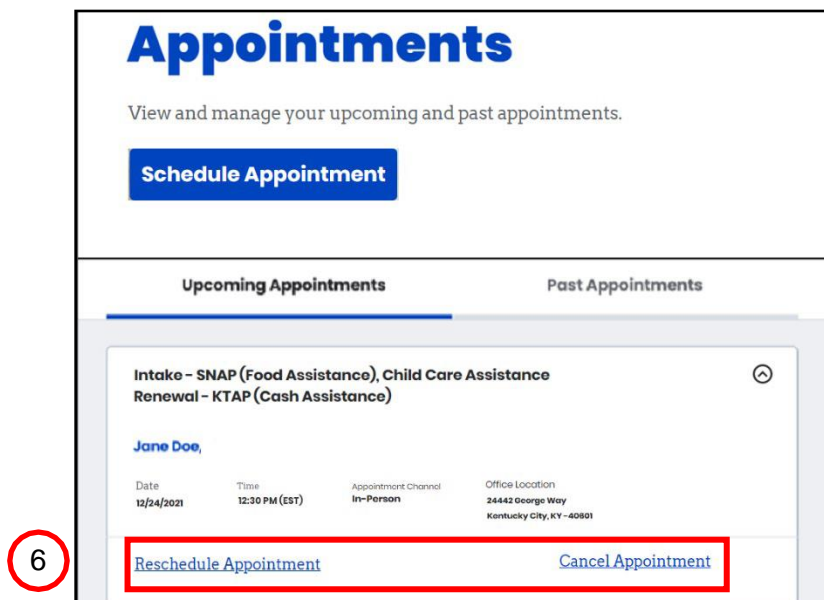 Appointments
View and manage your upcoming and past appointments.
Schedule Appointment
Upcoming Appointments Past Appointments
Intake - SNAP (Food Assistance), Child Care Assistance
Renewal - KTAP (Cash Assistance)
Jane Doe,
Date Time Appointment Channel Office Location
12/24/2021 12:30 PM (EST) In-Person 24442 George Way
Kentucky City, KY -40601
6
Reschedule Appointment Cancel Appointment